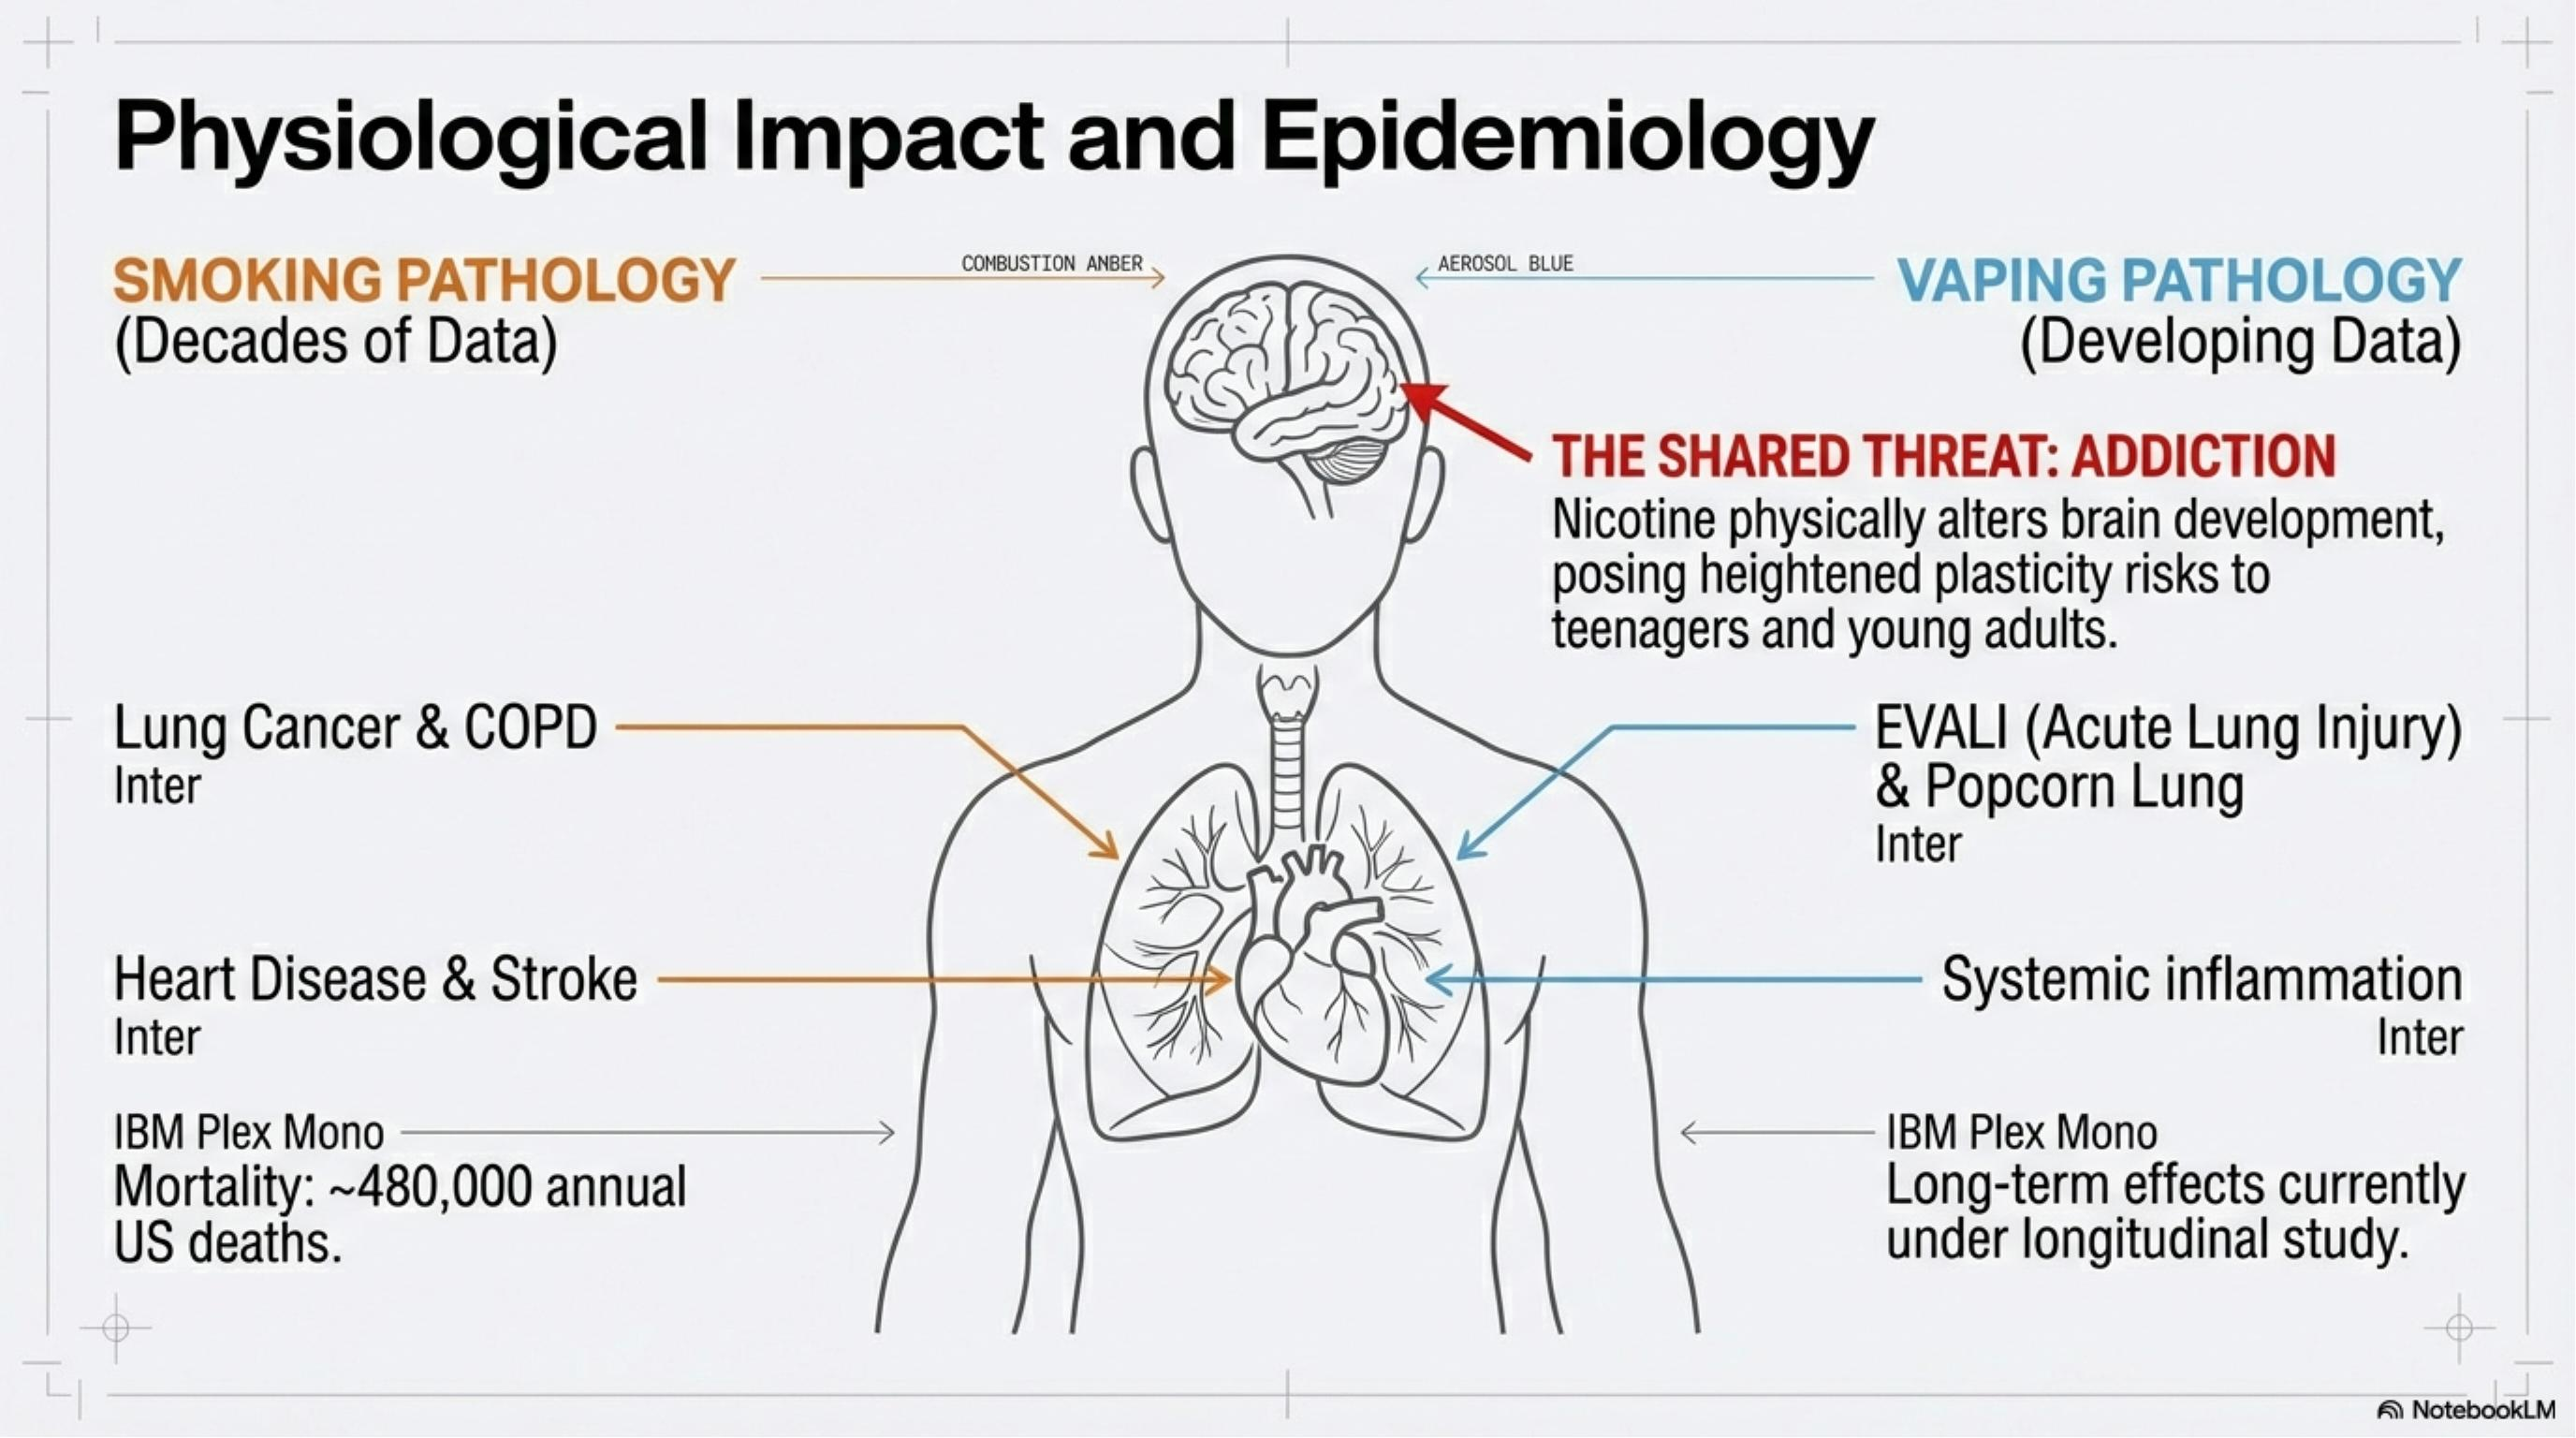 Physiological Impact and Epidemiology
SMOKING PATHOLOGY
(Decades of Data)
COMBUSTION ANBER
AEROSOL BLUE
VAPING PATHOLOGY
(Developing Data)
THE SHARED THREAT: ADDICTION
Nicotine physically alters brain development,
posing heightened plasticity risks to
teenagers and young adults.
Lung Cancer & COPD
Inter
EVALI (Acute Lung Injury)
& Popcorn Lung
Inter
Heart Disease & Stroke
Inter
Systemic inflammation
Inter
IBM Plex Mono
Mortality: ~480,000 annual
US deaths.
IBM Plex Mono
Long-term effects currently
under longitudinal study.
NotebookLM